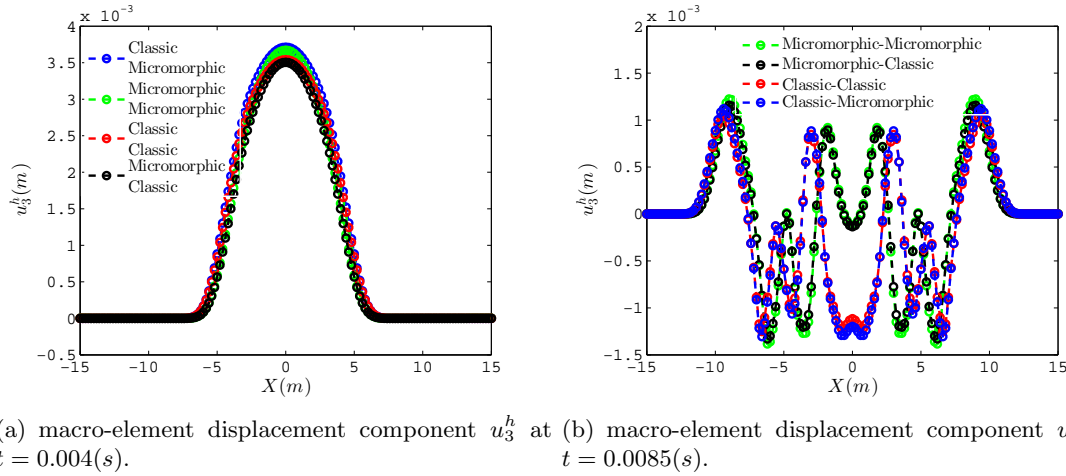 x 10⁻³
4
3.5
3
2.5
2
1.5
1
0.5
0
−0.5
u₃ʰ(m)
Classic
Micromorphic
Micromorphic
Micromorphic
Classic
Classic
Micromorphic
Classic
−15 −10 −5 0 5 10 15
X(m)
x 10⁻³
2
1.5
1
0.5
0
−0.5
−1
−1.5
u₃ʰ(m)
Micromorphic-Micromorphic
Micromorphic-Classic
Classic-Classic
Classic-Micromorphic
−15 −10 −5 0 5 10 15
X(m)
a) macro-element displacement component u₃ʰ at
t = 0.004(s).
(b) macro-element displacement component u
t = 0.0085(s).